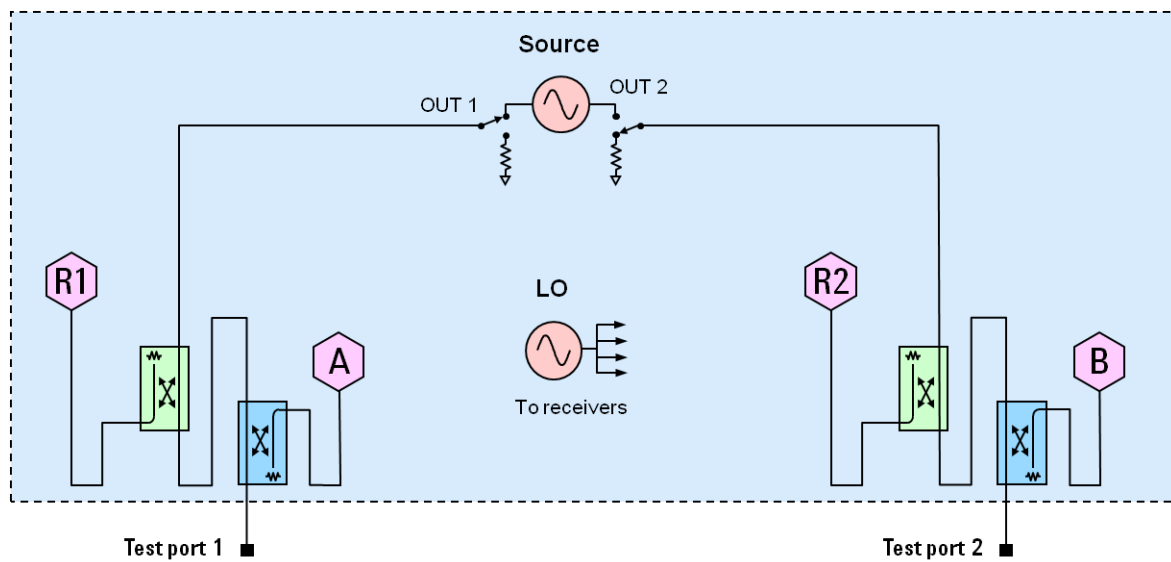 Source
OUT 1
OUT 2
R1
A
LO
To receivers
R2
B
Test port 1
Test port 2